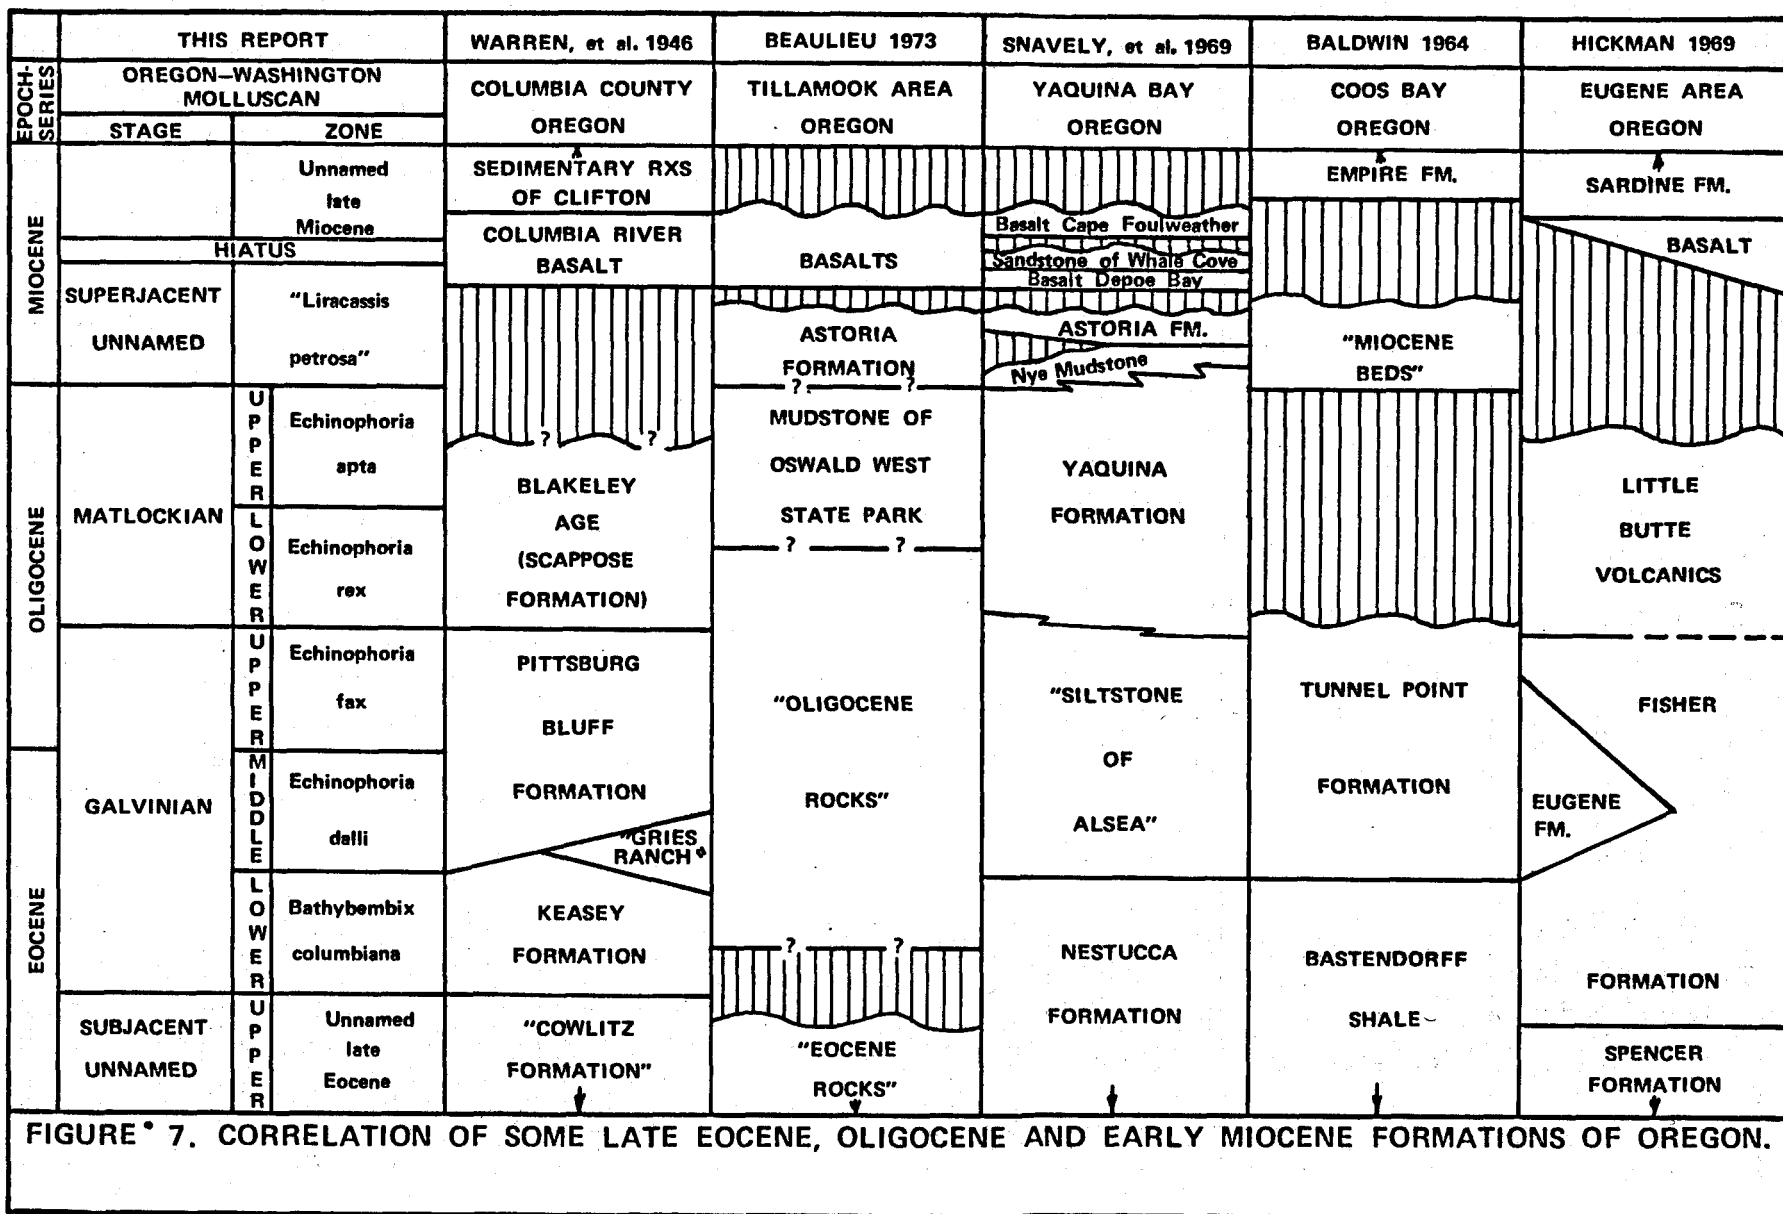 THIS REPORT
WARREN, et al. 1946
BEAULIEU 1973
SNAVELY, et al. 1969
BALDWIN 1964
HICKMAN 1969
EPOCH-
SERIES
OREGON—WASHINGTON
MOLLUSCAN
STAGE
ZONE
COLUMBIA COUNTY
OREGON
TILLAMOOK AREA
OREGON
YAQUINA BAY
OREGON
COOS BAY
OREGON
EUGENE AREA
OREGON
MIOCENE
OLIGOCENE
EOCENE
HIATUS
SUPERJACENT
UNNAMED
MATLOCKIAN
GALVINIAN
SUBJACENT
UNNAMED
UPPER
LOWER
UPPER
MIDDLE
LOWER
UPPER
Unnamed
late
Miocene
"Liracassis
petrosa"
Echinophoria
apta
Echinophoria
rex
Echinophoria
fax
Echinophoria
dalli
Bathybembix
columbiana
Unnamed
late
Eocene
SEDIMENTARY RXS
OF CLIFTON
COLUMBIA RIVER
BASALT
? ?
BLAKELEY
AGE
(SCAPPOSE
FORMATION)
PITTSBURG
BLUFF
FORMATION
"GRIES
RANCH"
KEASEY
FORMATION
"COWLITZ
FORMATION"
BASALTS
ASTORIA
FORMATION
? ?
MUDSTONE OF
OSWALD WEST
STATE PARK
? ?
"OLIGOCENE
ROCKS"
? ?
"EOCENE
ROCKS"
Basalt Cape Foulweather
Sandstone of Whale Cove
Basalt Depoe Bay
ASTORIA FM.
Nye Mudstone
YAQUINA
FORMATION
"SILTSTONE
OF
ALSEA"
NESTUCCA
FORMATION
EMPIRE FM.
"MIOCENE
BEDS"
TUNNEL POINT
FORMATION
BASTENDORFF
SHALE
SARDINE FM.
BASALT
LITTLE
BUTTE
VOLCANICS
FISHER
EUGENE
FM.
FORMATION
SPENCER
FORMATION
FIGURE 7. CORRELATION OF SOME LATE EOCENE, OLIGOCENE AND EARLY MIOCENE FORMATIONS OF OREGON.